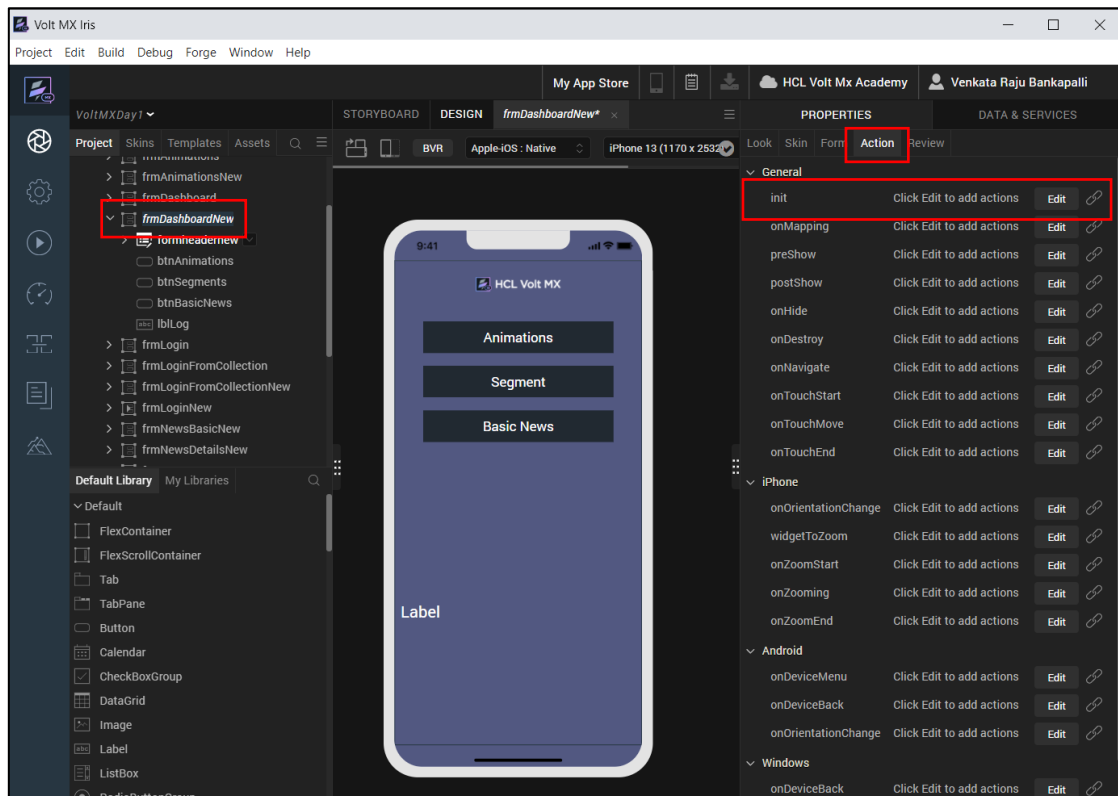 Volt MX Iris
Project Edit Build Debug Forge Window Help
My App Store HCL Volt Mx Academy Venkata Raju Bankapalli
VoltMXDay1
STORYBOARD DESIGN frmDashboardNew* ×
PROPERTIES DATA & SERVICES
Project Skins Templates Assets
BVR Apple-iOS : Native iPhone 13 (1170 x 2532
Look Skin Form Action Review
frmAnimations
frmAnimationsNew
frmDashboard
frmDashboardNew
formheadernew
btnAnimations
btnSegments
btnBasicNews
lblLog
frmLogin
frmLoginFromCollection
frmLoginFromCollectionNew
frmLoginNew
frmNewsBasicNew
frmNewsDetailsNew
Default Library My Libraries
Default
FlexContainer
FlexScrollContainer
Tab
TabPane
Button
Calendar
CheckBoxGroup
DataGrid
Image
Label
ListBox
RadioButtonGroup
9:41
HCL Volt MX
Animations
Segment
Basic News
Label
General
init Click Edit to add actions Edit
onMapping Click Edit to add actions Edit
preShow Click Edit to add actions Edit
postShow Click Edit to add actions Edit
onHide Click Edit to add actions Edit
onDestroy Click Edit to add actions Edit
onNavigate Click Edit to add actions Edit
onTouchStart Click Edit to add actions Edit
onTouchMove Click Edit to add actions Edit
onTouchEnd Click Edit to add actions Edit
iPhone
onOrientationChange Click Edit to add actions Edit
widgetToZoom Click Edit to add actions Edit
onZoomStart Click Edit to add actions Edit
onZooming Click Edit to add actions Edit
onZoomEnd Click Edit to add actions Edit
Android
onDeviceMenu Click Edit to add actions Edit
onDeviceBack Click Edit to add actions Edit
onOrientationChange Click Edit to add actions Edit
Windows
onDeviceBack Click Edit to add actions Edit